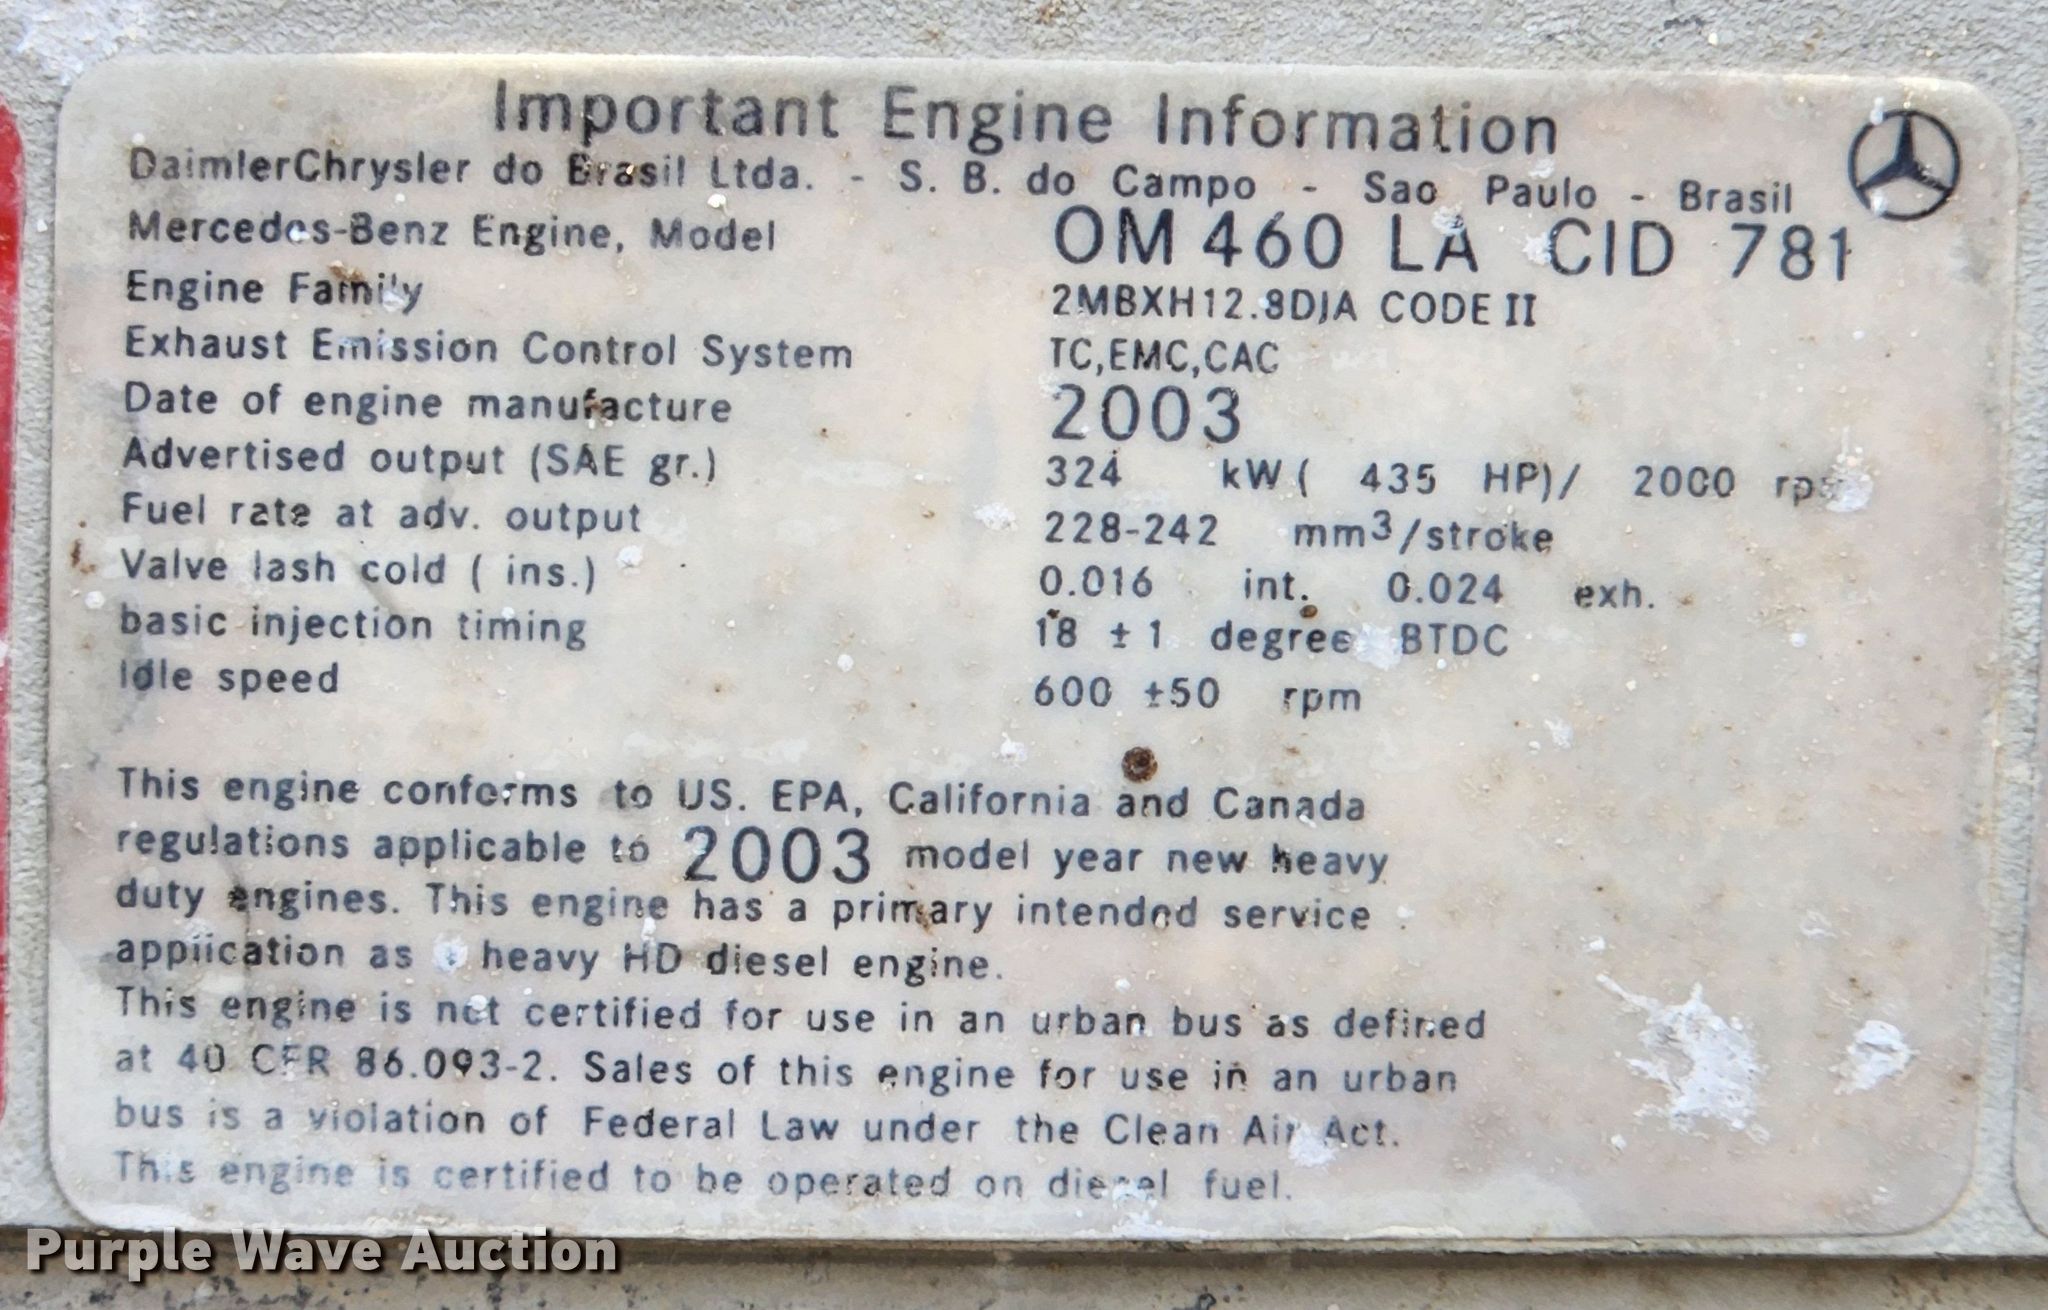 Important Engine Information
DaimlerChrysler do Brasil Ltda. - S. B. do Campo - Sao Paulo - Brasil
Mercedes-Benz Engine, Model OM 460 LA CID 781
Engine Family 2MBXH12.8DJA CODE II
Exhaust Emission Control System TC,EMC,CAC
Date of engine manufacture 2003
Advertised output (SAE gr.) 324 kW ( 435 HP)/ 2000 rpm
Fuel rate at adv. output 228-242 mm3/stroke
Valve lash cold ( ins.) 0.016 int. 0.024 exh.
basic injection timing 18 ± 1 degree BTDC
Idle speed 600 ±50 rpm
This engine conforms to US. EPA, California and Canada
regulations applicable to 2003 model year new heavy
duty engines. This engine has a primary intended service
application as a heavy HD diesel engine.
This engine is not certified for use in an urban bus as defined
at 40 CFR 86.093-2. Sales of this engine for use in an urban
bus is a violation of Federal Law under the Clean Air Act.
This engine is certified to be operated on diesel fuel.
Purple Wave Auction